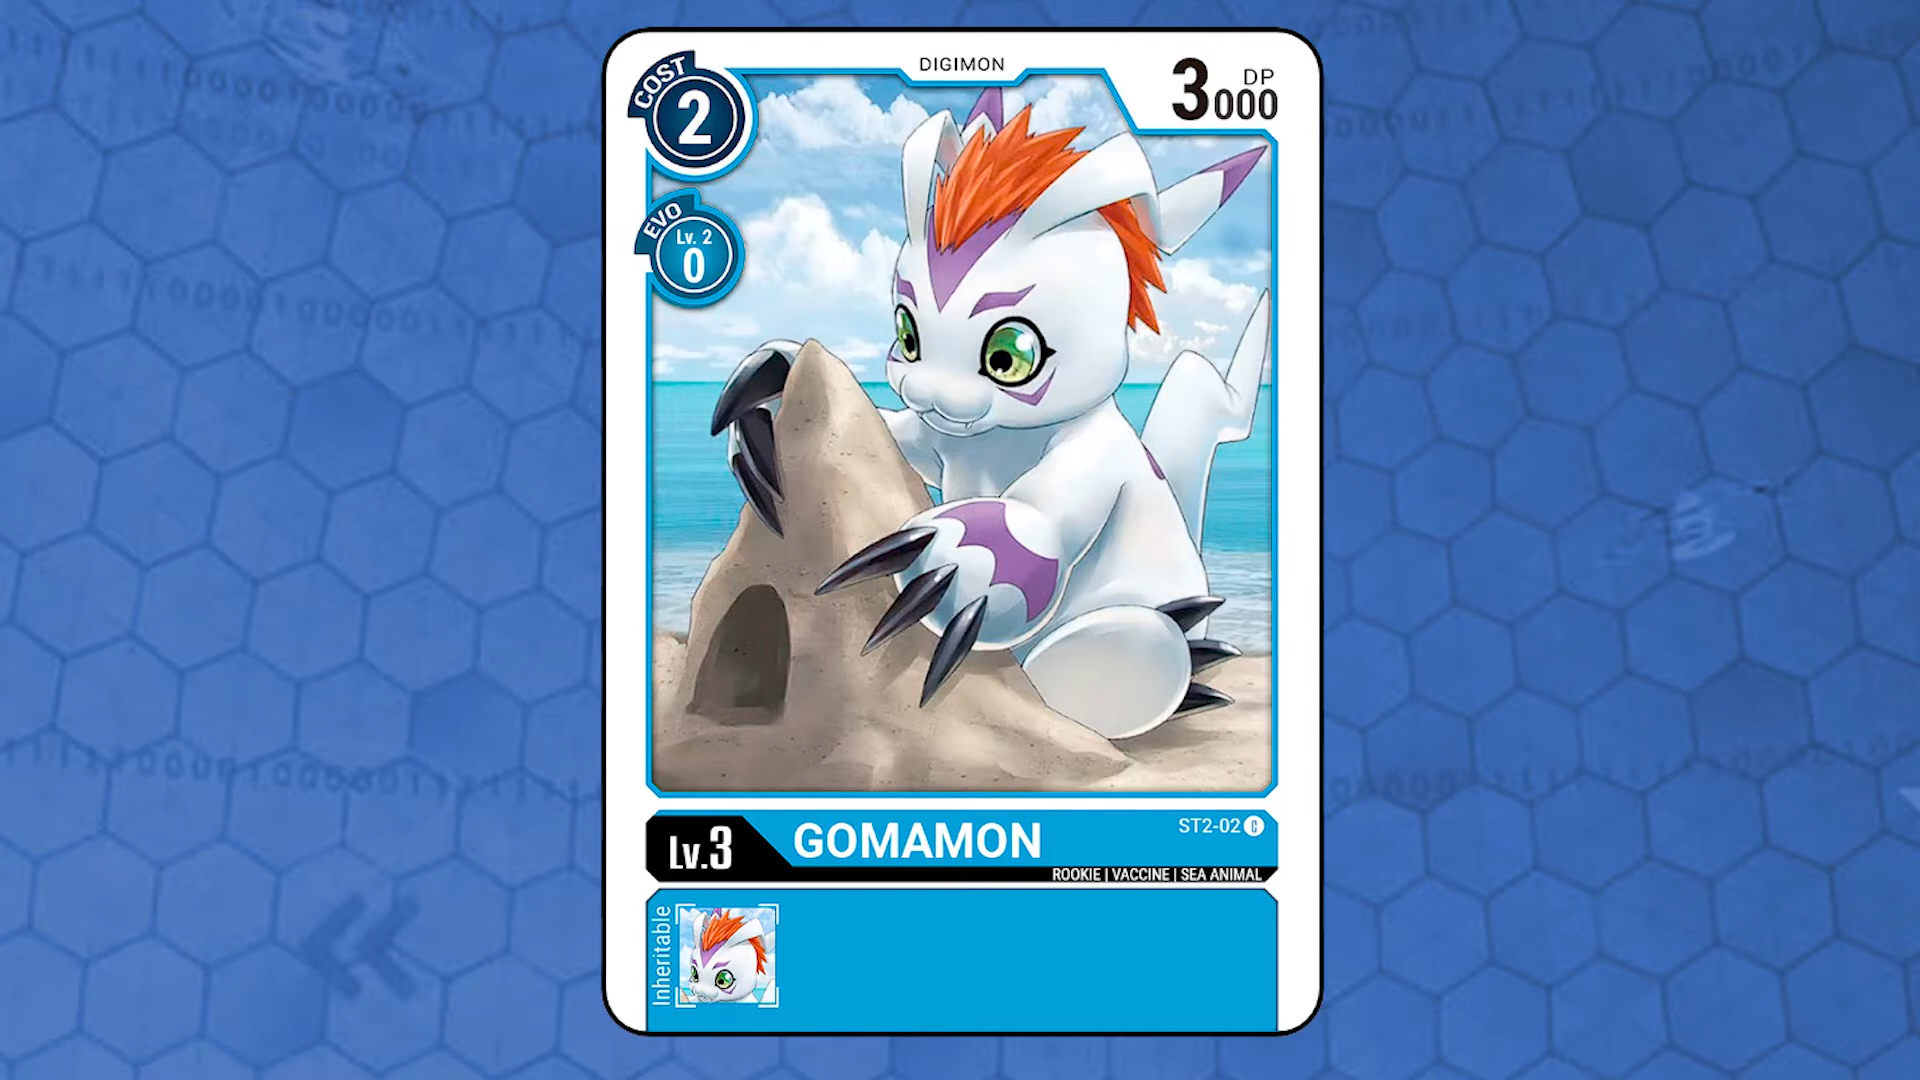 DIGIMON
COST
2
3000
DP
EVO
Lv. 2
0
Lv.3
GOMAMON
ST2-02 C
ROOKIE | VACCINE | SEA ANIMAL
Inheritable